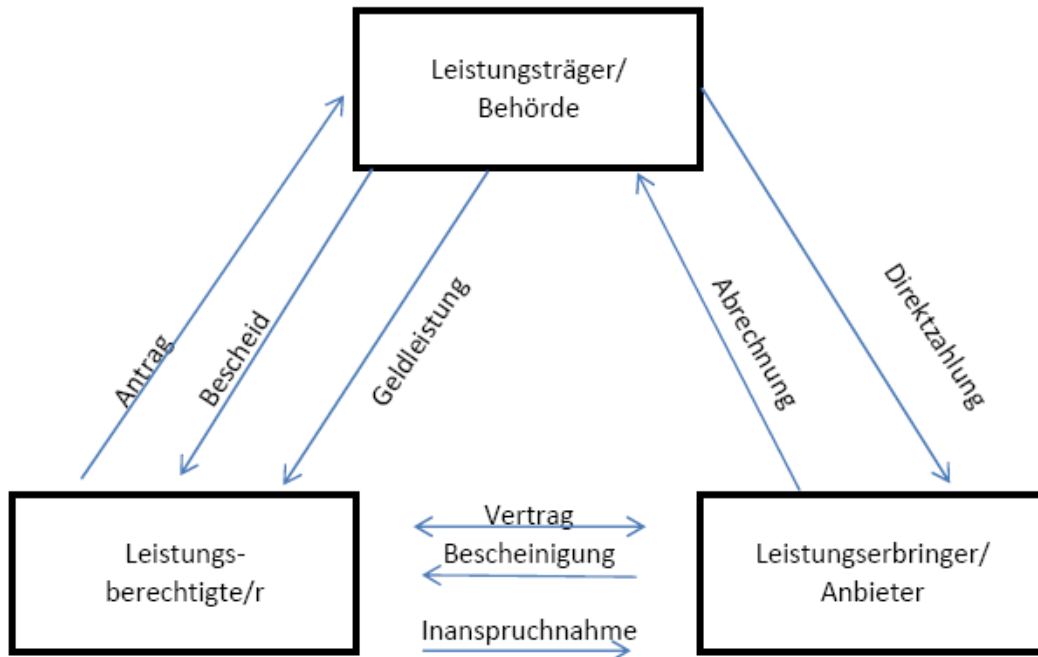 Leistungsträger/
Behörde
Antrag
Bescheid
Geldleistung
Abrechnung
Direktzahlung
Leistungs-
berechtigte/r
Vertrag
Bescheinigung
Inanspruchnahme
Leistungserbringer/
Anbieter